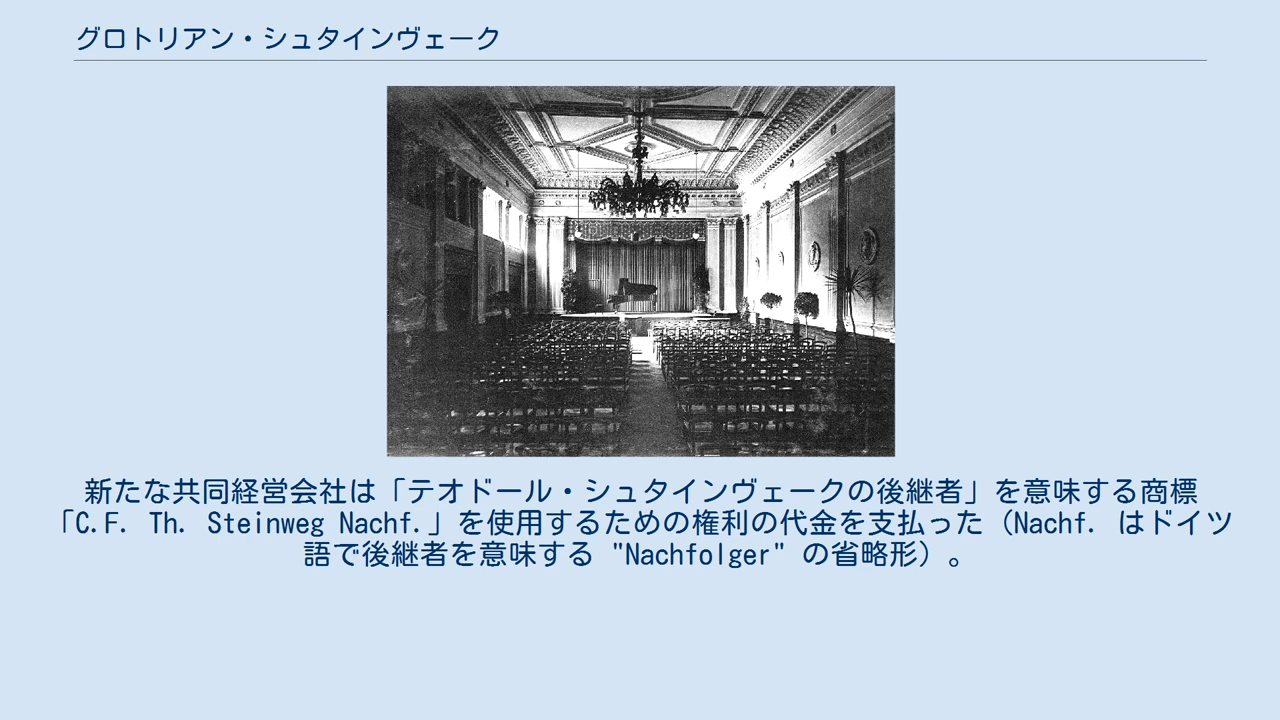 グロトリアン・シュタインヴェーク
新たな共同経営会社は「テオドール・シュタインヴェークの後継者」を意味する商標
「C.F. Th. Steinweg Nachf.」を使用するための権利の代金を支払った（Nachf. はドイツ
語で後継者を意味する "Nachfolger" の省略形）。